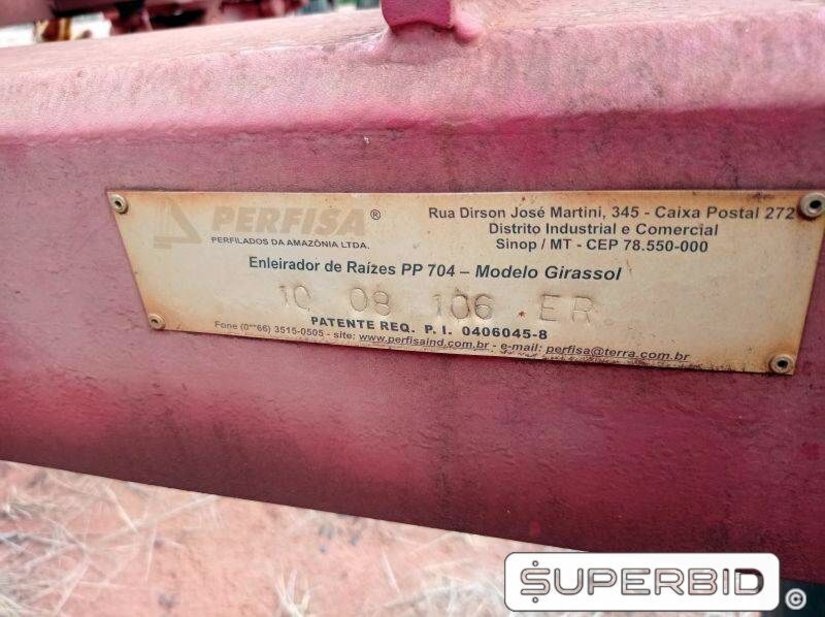 PERFISA®
PERFILADOS DA AMAZÔNIA LTDA.
Rua Dirson José Martini, 345 - Caixa Postal 272
Distrito Industrial e Comercial
Sinop / MT - CEP 78.550-000
Enleirador de Raízes PP 704 – Modelo Girassol
10 08 106 . ER
PATENTE REQ. P. I. 0406045-8
Fone (0**66) 3515-0505 - site: www.perfisaind.com.br - e-mail: perfisa@terra.com.br
SUPERBID ©